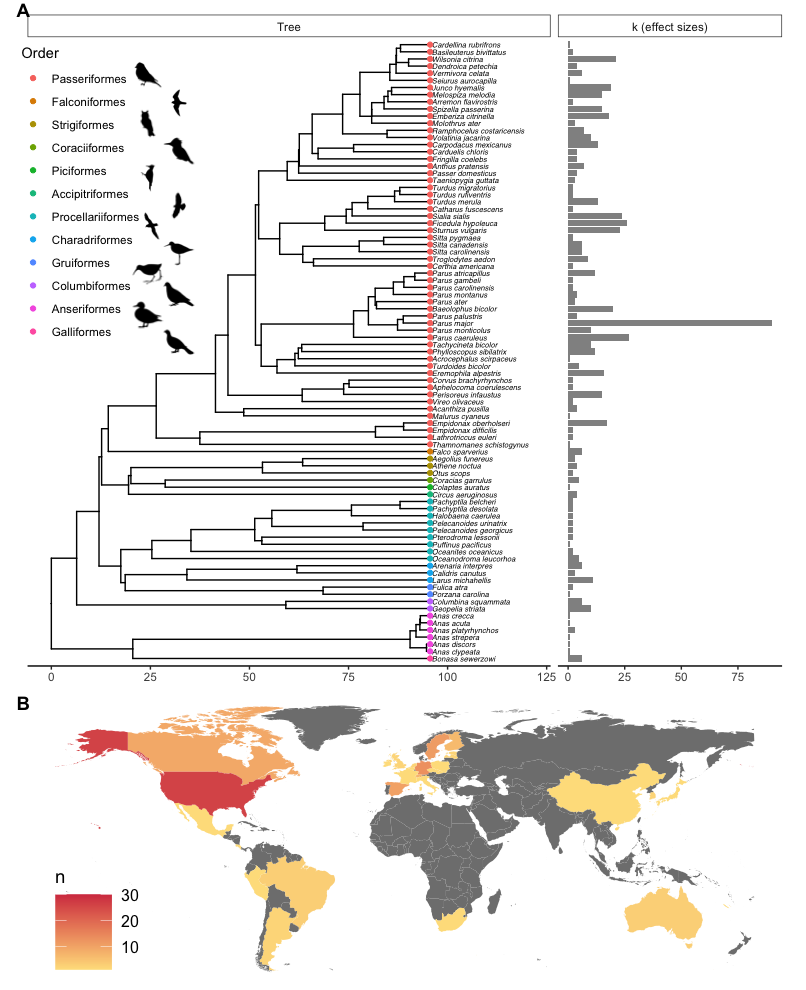 A
Tree
k (effect sizes)
Order
Passeriformes
Falconiformes
Strigiformes
Coraciiformes
Piciformes
Accipitriformes
Procellariiformes
Charadriformes
Gruiformes
Columbiformes
Anseriformes
Galliformes
Cardellina rubrifrons
Basileuterus bivittatus
Wilsonia citrina
Dendroica petechia
Vermivora celata
Seiurus aurocapilla
Junco hyemalis
Melospiza melodia
Arremon flavirostris
Spizella passerina
Emberiza citrinella
Molothrus ater
Ramphocelus costaricensis
Volatinia jacarina
Carpodacus mexicanus
Carduelis chloris
Fringilla coelebs
Anthus pratensis
Passer domesticus
Taeniopygia guttata
Turdus migratorius
Turdus rufiventris
Turdus merula
Catharus fuscescens
Sialia sialis
Ficedula hypoleuca
Sturnus vulgaris
Sitta pygmaea
Sitta canadensis
Sitta carolinensis
Troglodytes aedon
Certhia americana
Parus atricapillus
Parus gambeli
Parus carolinensis
Parus montanus
Parus ater
Baeolophus bicolor
Parus palustris
Parus major
Parus monticolus
Parus caeruleus
Tachycineta bicolor
Phylloscopus sibilatrix
Acrocephalus scirpaceus
Turdoides bicolor
Eremophila alpestris
Corvus brachyrhynchos
Aphelocoma coerulescens
Perisoreus infaustus
Vireo olivaceus
Acanthiza pusilla
Malurus cyaneus
Empidonax oberholseri
Empidonax difficilis
Lathrotriccus euleri
Thamnomanes schistogynus
Falco sparverius
Aegolius funereus
Athene noctua
Otus scops
Coracias garrulus
Colaptes auratus
Circus aeruginosus
Pachyptila belcheri
Pachyptila desolata
Halobaena caerulea
Pelecanoides urinatrix
Pelecanoides georgicus
Pterodroma lessonii
Puffinus pacificus
Oceanites oceanicus
Oceanodroma leucorhoa
Arenaria interpres
Calidris canutus
Larus michahellis
Fulica atra
Porzana carolina
Columbina squammata
Geopelia striata
Anas crecca
Anas acuta
Anas platyrhynchos
Anas strepera
Anas discors
Anas clypeata
Bonasa sewerzowi
0 25 50 75 100 125
0 25 50 75
B
n
30
20
10